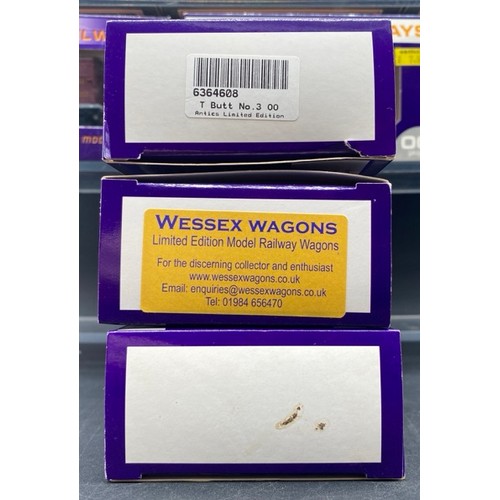 6364608
T Butt No.3 OO
Antics Limited Edition
WESSEX WAGONS
Limited Edition Model Railway Wagons
For the discerning collector and enthusiast
www.wessexwagons.co.uk
Email: enquiries@wessexwagons.co.uk
Tel: 01984 656470